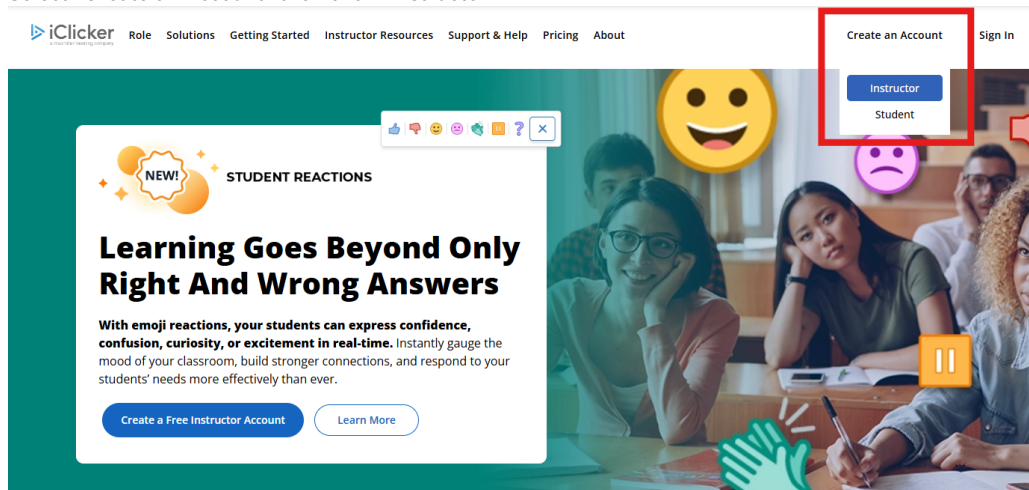 iClicker
Role Solutions Getting Started Instructor Resources Support & Help Pricing About
Create an Account Sign In
Instructor
Student
NEW!
STUDENT REACTIONS
Learning Goes Beyond Only
Right And Wrong Answers
With emoji reactions, your students can express confidence,
confusion, curiosity, or excitement in real-time. Instantly gauge the
mood of your classroom, build stronger connections, and respond to your
students' needs more effectively than ever.
Create a Free Instructor Account Learn More